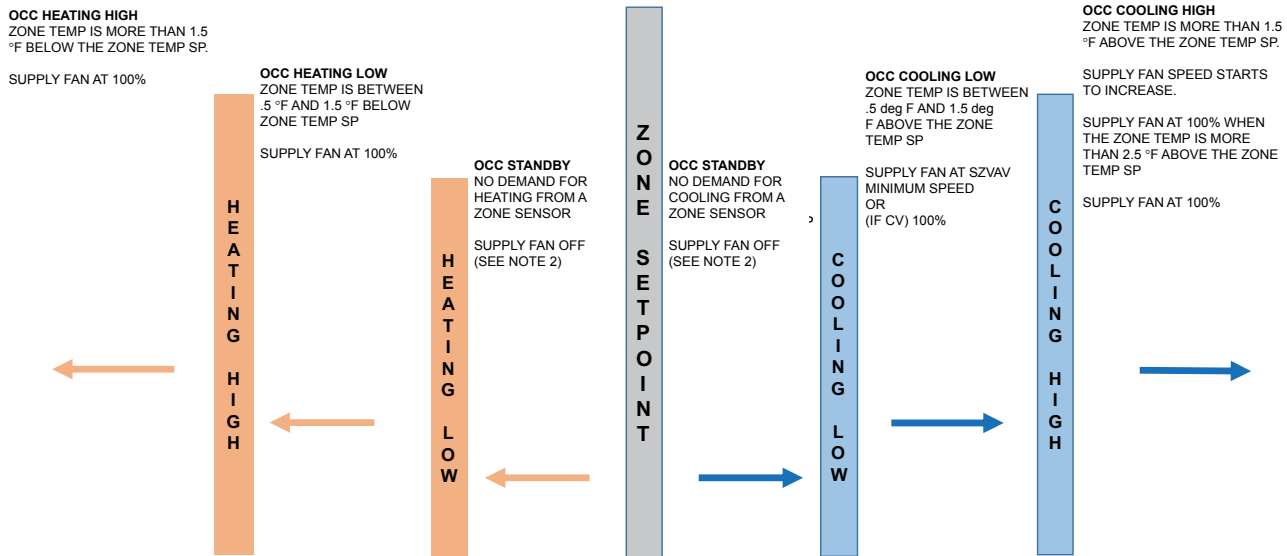 OCC HEATING HIGH
ZONE TEMP IS MORE THAN 1.5
°F BELOW THE ZONE TEMP SP.
SUPPLY FAN AT 100%
HEATING HIGH
OCC HEATING LOW
ZONE TEMP IS BETWEEN
.5 °F AND 1.5 °F BELOW
ZONE TEMP SP
SUPPLY FAN AT 100%
HEATING LOW
OCC STANDBY
NO DEMAND FOR
HEATING FROM A
ZONE SENSOR
SUPPLY FAN OFF
(SEE NOTE 2)
ZONE SETPOINT
OCC STANDBY
NO DEMAND FOR
COOLING FROM A
ZONE SENSOR
SUPPLY FAN OFF
(SEE NOTE 2)
COOLING LOW
OCC COOLING LOW
ZONE TEMP IS BETWEEN
.5 deg F AND 1.5 deg
F ABOVE THE ZONE
TEMP SP
SUPPLY FAN AT SZVAV
MINIMUM SPEED
OR
(IF CV) 100%
COOLING HIGH
OCC COOLING HIGH
ZONE TEMP IS MORE THAN 1.5
°F ABOVE THE ZONE TEMP SP.
SUPPLY FAN SPEED STARTS
TO INCREASE.
SUPPLY FAN AT 100% WHEN
THE ZONE TEMP IS MORE
THAN 2.5 °F ABOVE THE ZONE
TEMP SP
SUPPLY FAN AT 100%